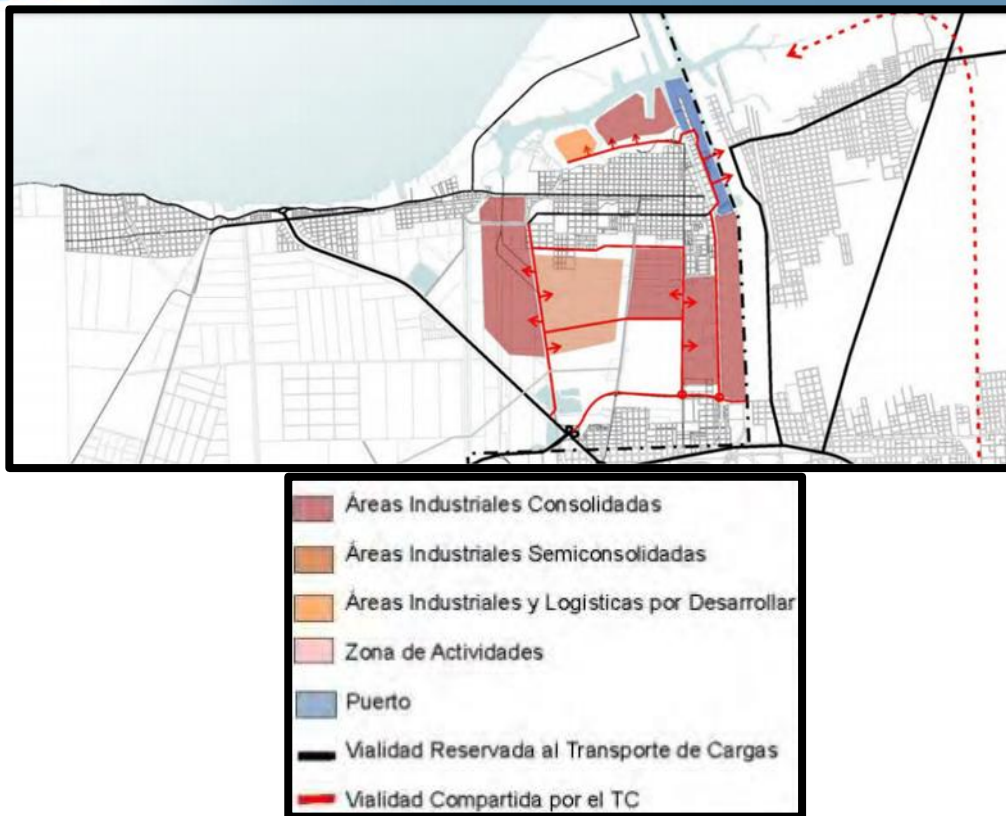 Áreas Industriales Consolidadas
Áreas Industriales Semiconsolidadas
Áreas Industriales y Logísticas por Desarrollar
Zona de Actividades
Puerto
Vialidad Reservada al Transporte de Cargas
Vialidad Compartida por el TC